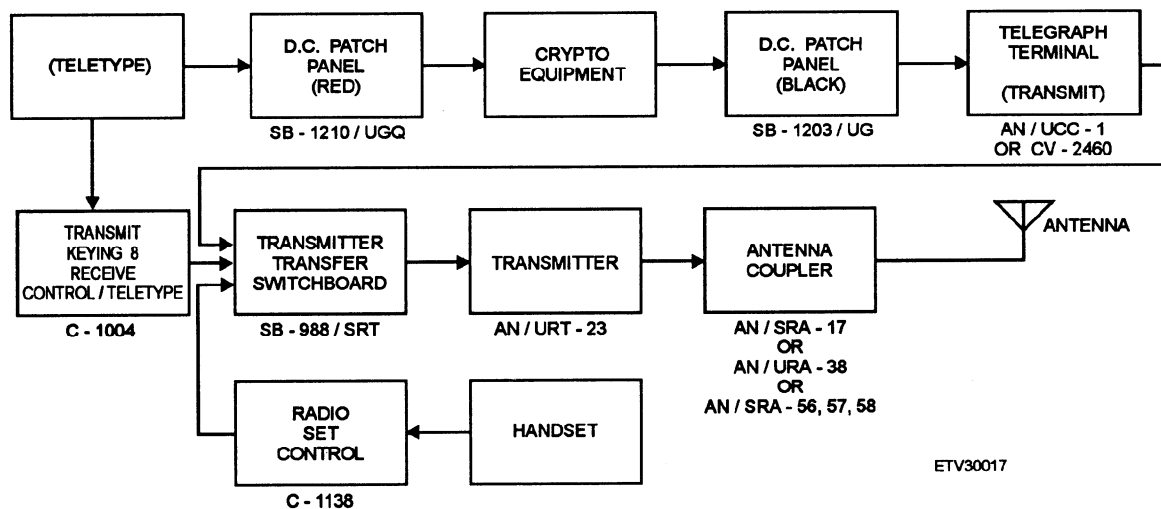 (TELETYPE)
D.C. PATCH
PANEL
(RED)
SB - 1210 / UGQ
CRYPTO
EQUIPMENT
D.C. PATCH
PANEL
(BLACK)
SB - 1203 / UG
TELEGRAPH
TERMINAL
(TRANSMIT)
AN / UCC - 1
OR CV - 2460
TRANSMIT
KEYING 8
RECEIVE
CONTROL / TELETYPE
C - 1004
TRANSMITTER
TRANSFER
SWITCHBOARD
SB - 988 / SRT
TRANSMITTER
AN / URT - 23
ANTENNA
COUPLER
AN / SRA - 17
OR
AN / URA - 38
OR
AN / SRA - 56, 57, 58
ANTENNA
RADIO
SET
CONTROL
C - 1138
HANDSET
ETV30017